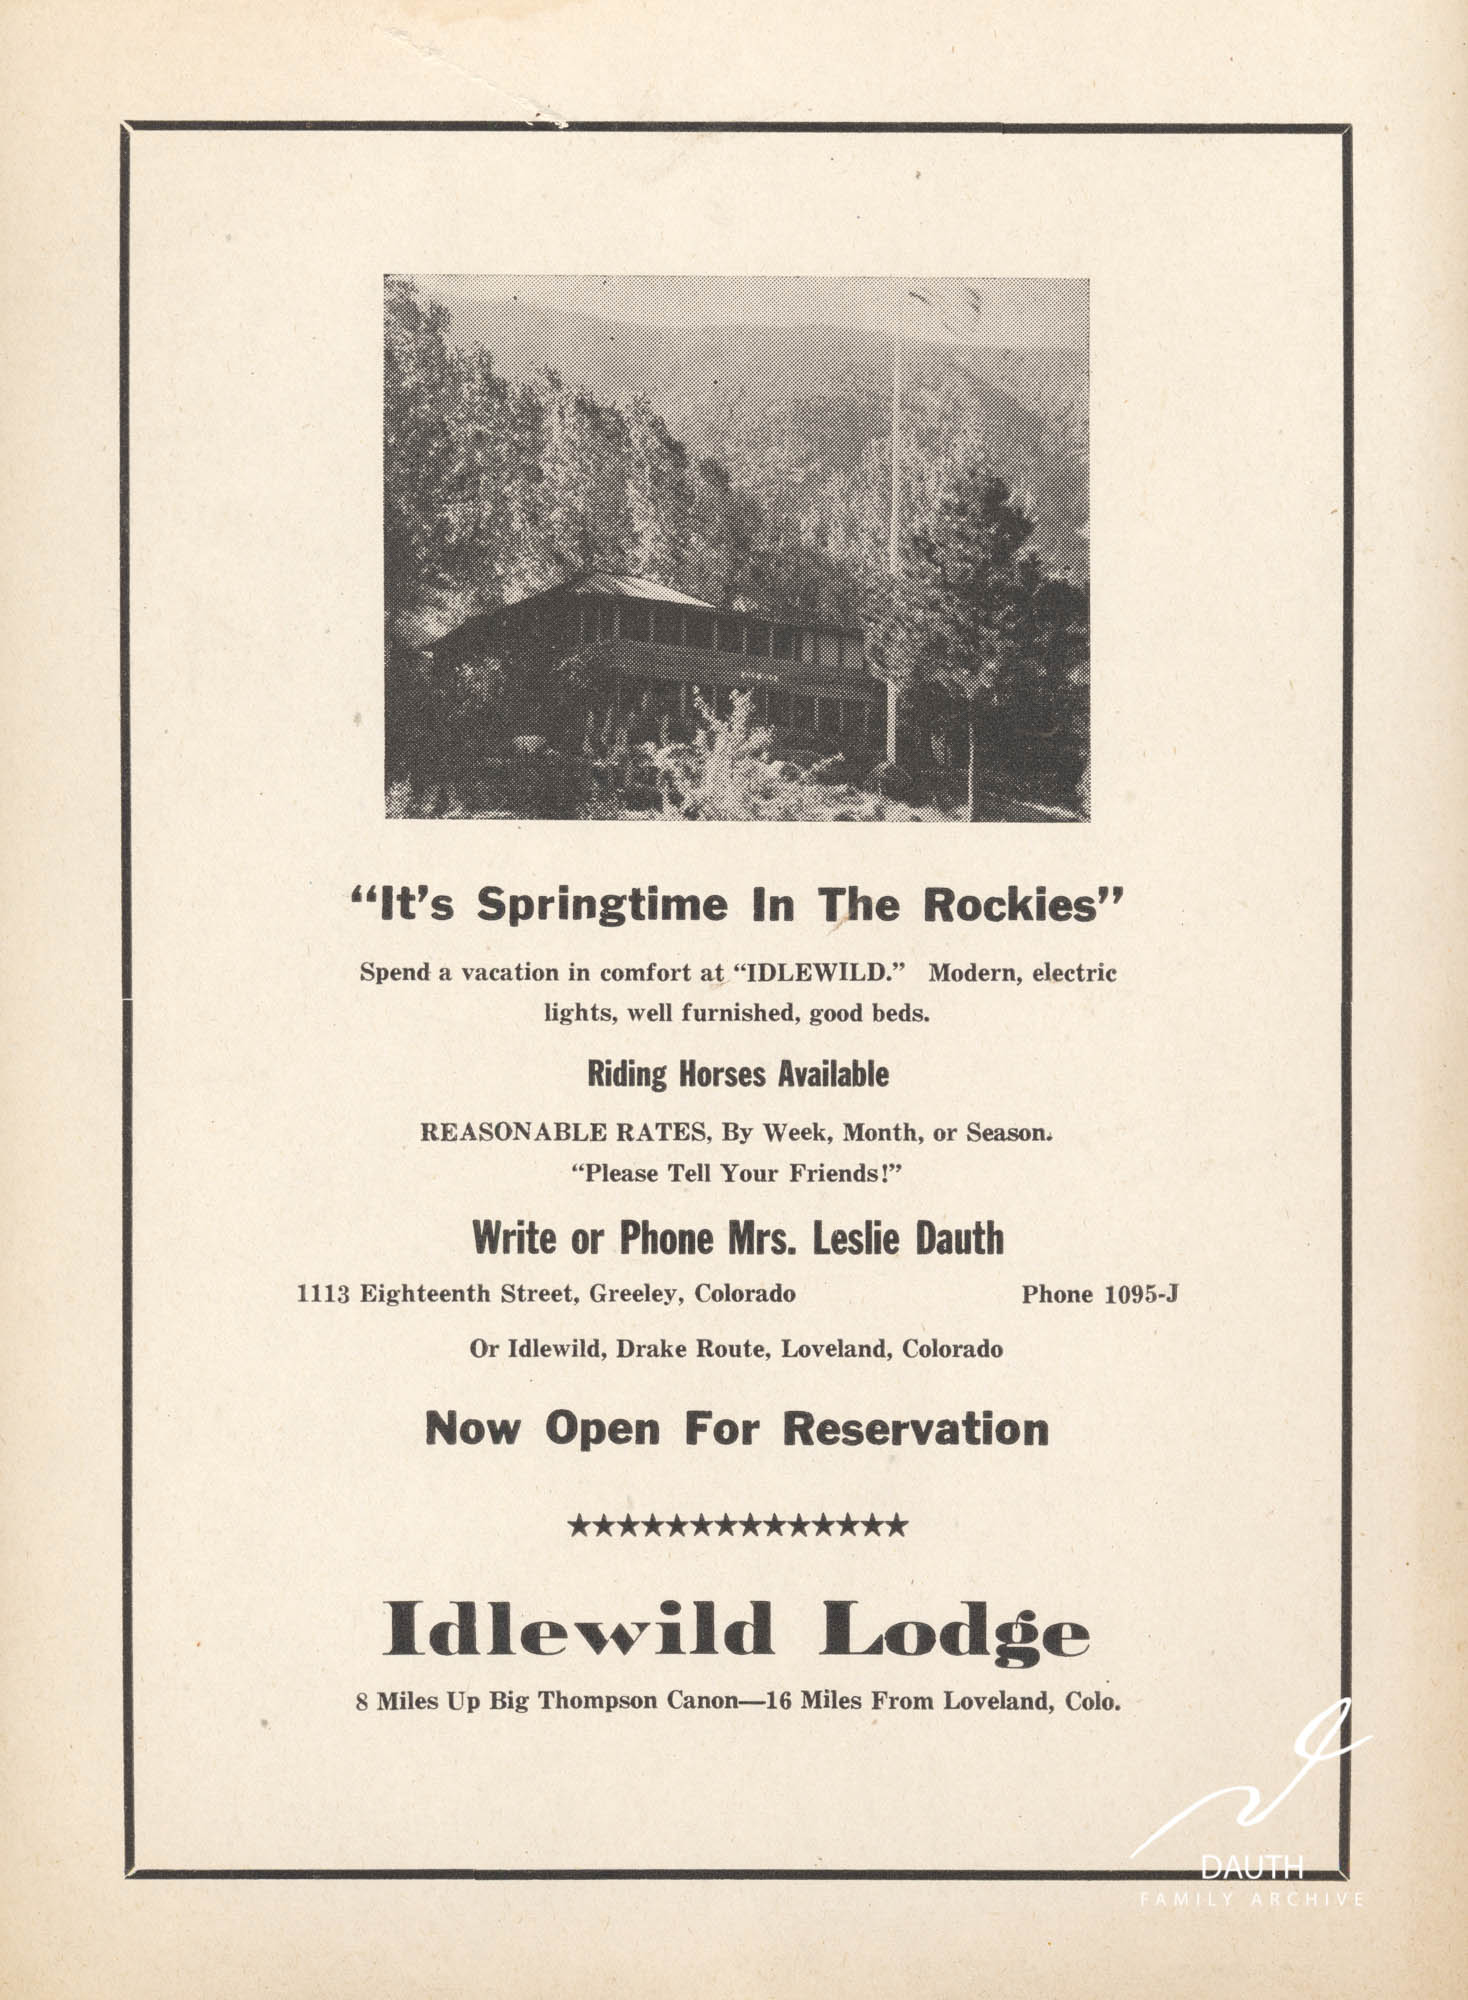 “It’s Springtime In The Rockies”
Spend a vacation in comfort at “IDLEWILD.” Modern, electric
lights, well furnished, good beds.
Riding Horses Available
REASONABLE RATES, By Week, Month, or Season.
“Please Tell Your Friends!”
Write or Phone Mrs. Leslie Dauth
1113 Eighteenth Street, Greeley, Colorado Phone 1095-J
Or Idlewild, Drake Route, Loveland, Colorado
Now Open For Reservation
★★★★★★★★★★★★★★
Idlewild Lodge
8 Miles Up Big Thompson Canon—16 Miles From Loveland, Colo.
DAUTH
FAMILY ARCHIVE